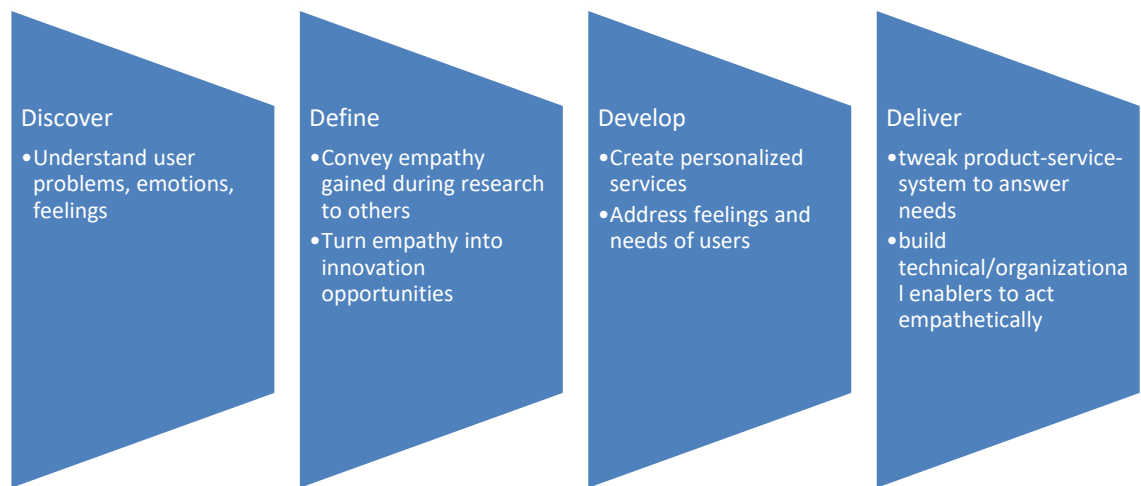 Discover
•Understand user
problems, emotions,
feelings
Define
•Convey empathy
gained during research
to others
•Turn empathy into
innovation
opportunities
Develop
•Create personalized
services
•Address feelings and
needs of users
Deliver
•tweak product-service-
system to answer
needs
•build
technical/organizationa
l enablers to act
empathetically